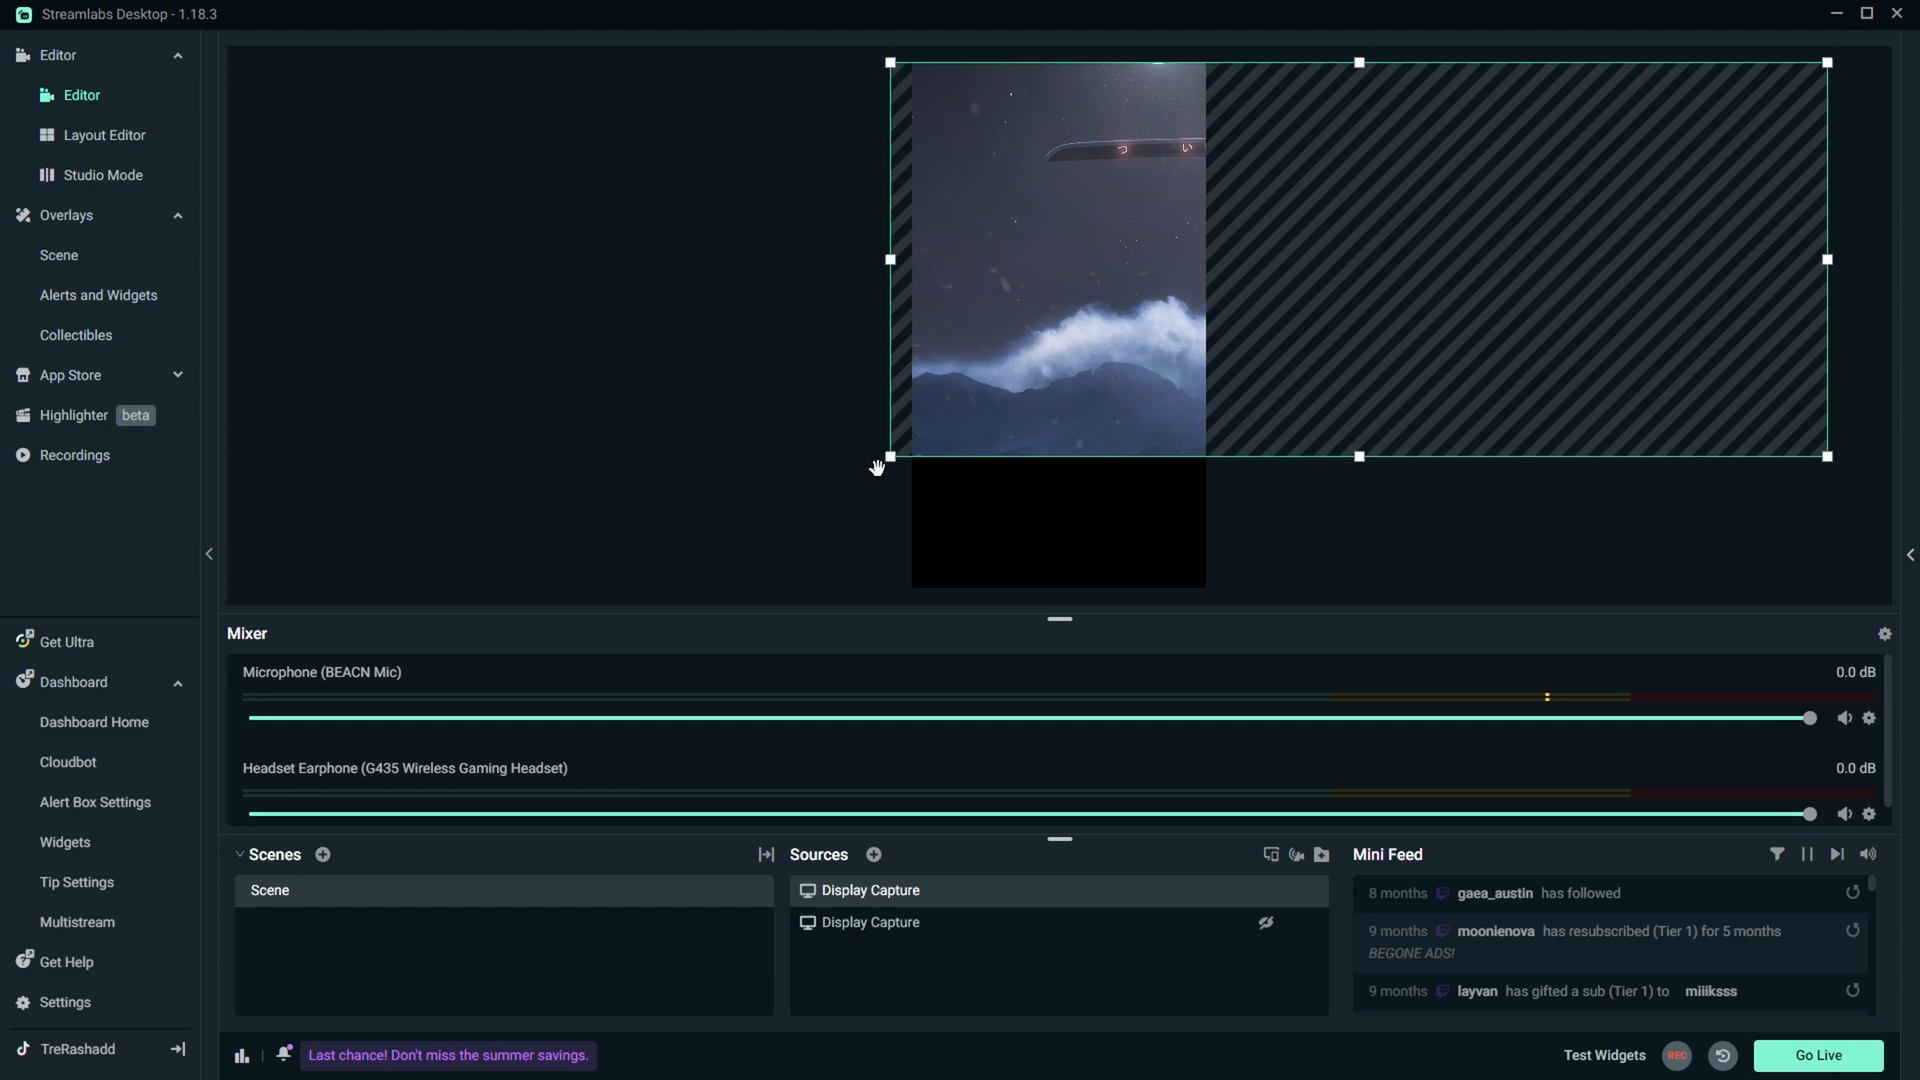 Streamlabs Desktop - 1.18.3
Editor
Editor
Layout Editor
Studio Mode
Overlays
Scene
Alerts and Widgets
Collectibles
App Store
Highlighter beta
Recordings
Get Ultra
Dashboard
Dashboard Home
Cloudbot
Alert Box Settings
Widgets
Tip Settings
Multistream
Get Help
Settings
TreRashadd
つ い
Mixer
Microphone (BEACN Mic) 0.0 dB
Headset Earphone (G435 Wireless Gaming Headset) 0.0 dB
Scenes
Scene
Sources
Display Capture
Display Capture
Mini Feed
8 months gaea_austin has followed
9 months moonienova has resubscribed (Tier 1) for 5 months
BEGONE ADS!
9 months layvan has gifted a sub (Tier 1) to miiiksss
Last chance! Don't miss the summer savings.
Test Widgets REC Go Live